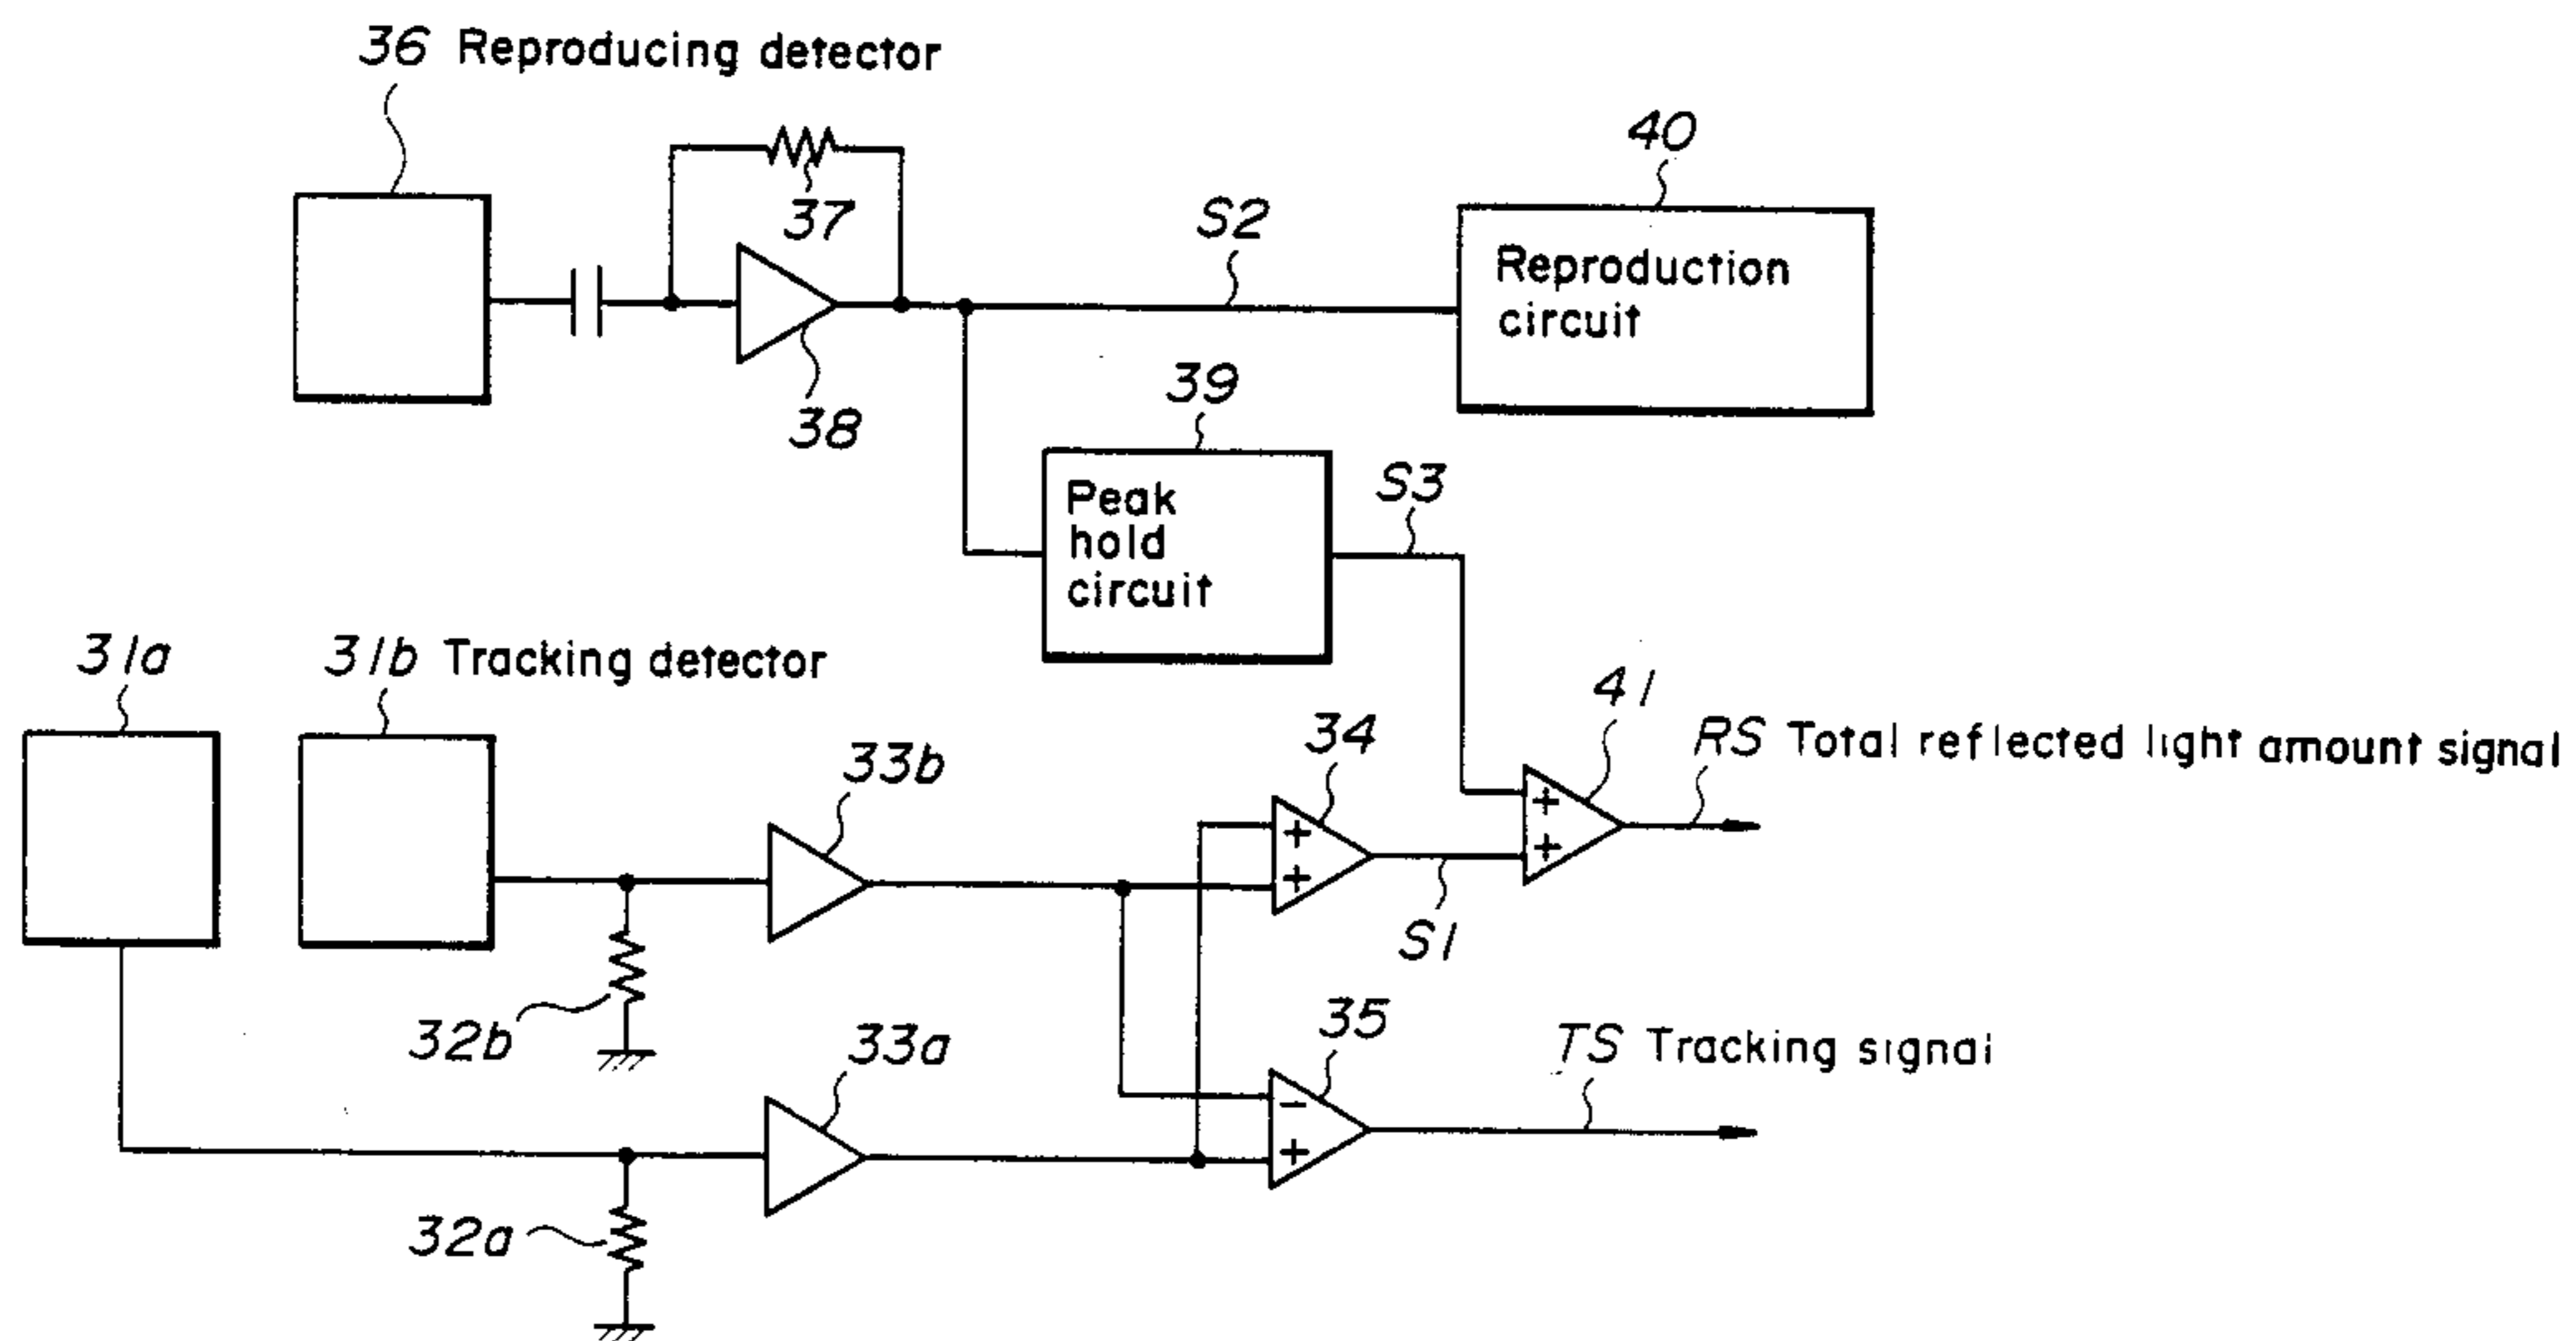 36 Reproducing detector
40
37
S2
Reproduction
circuit
38
39
Peak
hold
circuit
S3
31a
31b Tracking detector
41
RS Total reflected light amount signal
33b
34
+
+
+
+
S1
32b
33a
35
TS Tracking signal
−
+
32a